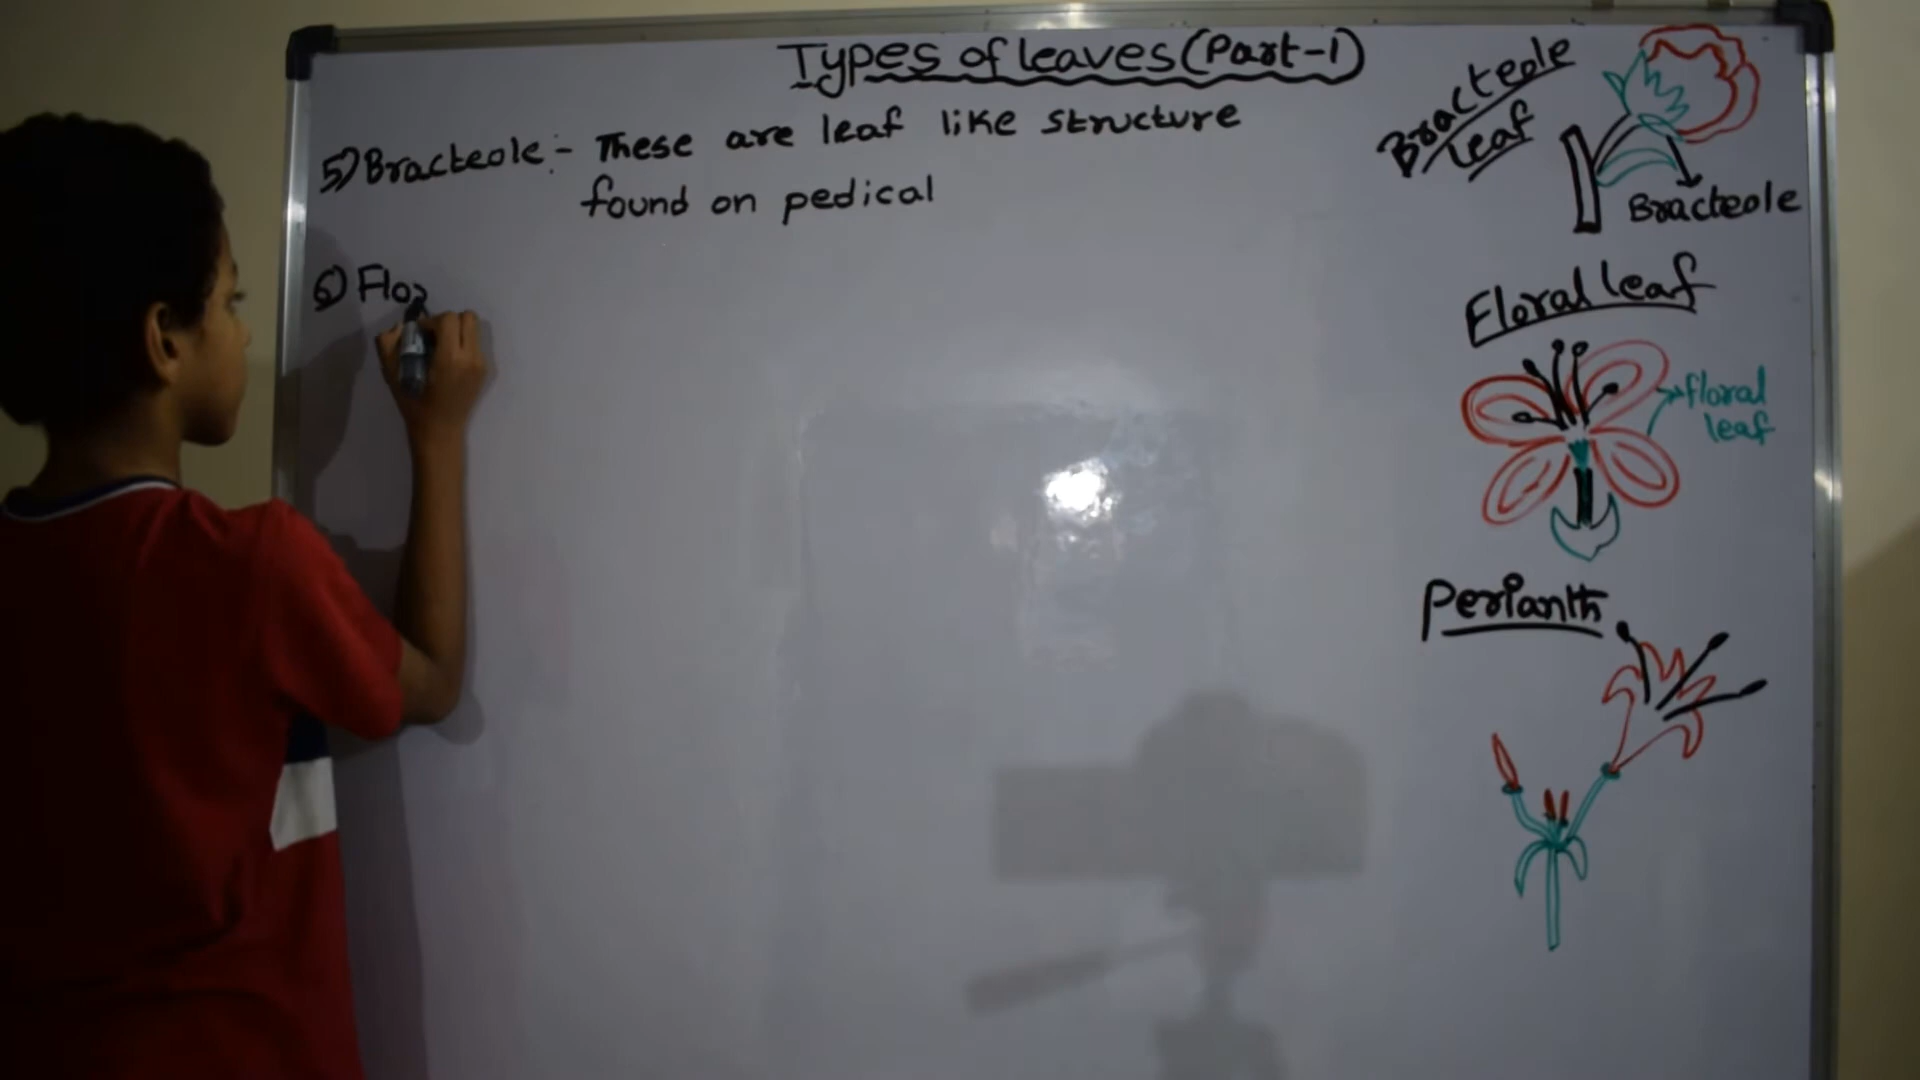 Types of leaves (Part-1)
5) Bracteole :- These are leaf like structure
found on pedical
6) Flor
Bracteole
leaf
Bracteole
Floral leaf
floral
leaf
Perianth